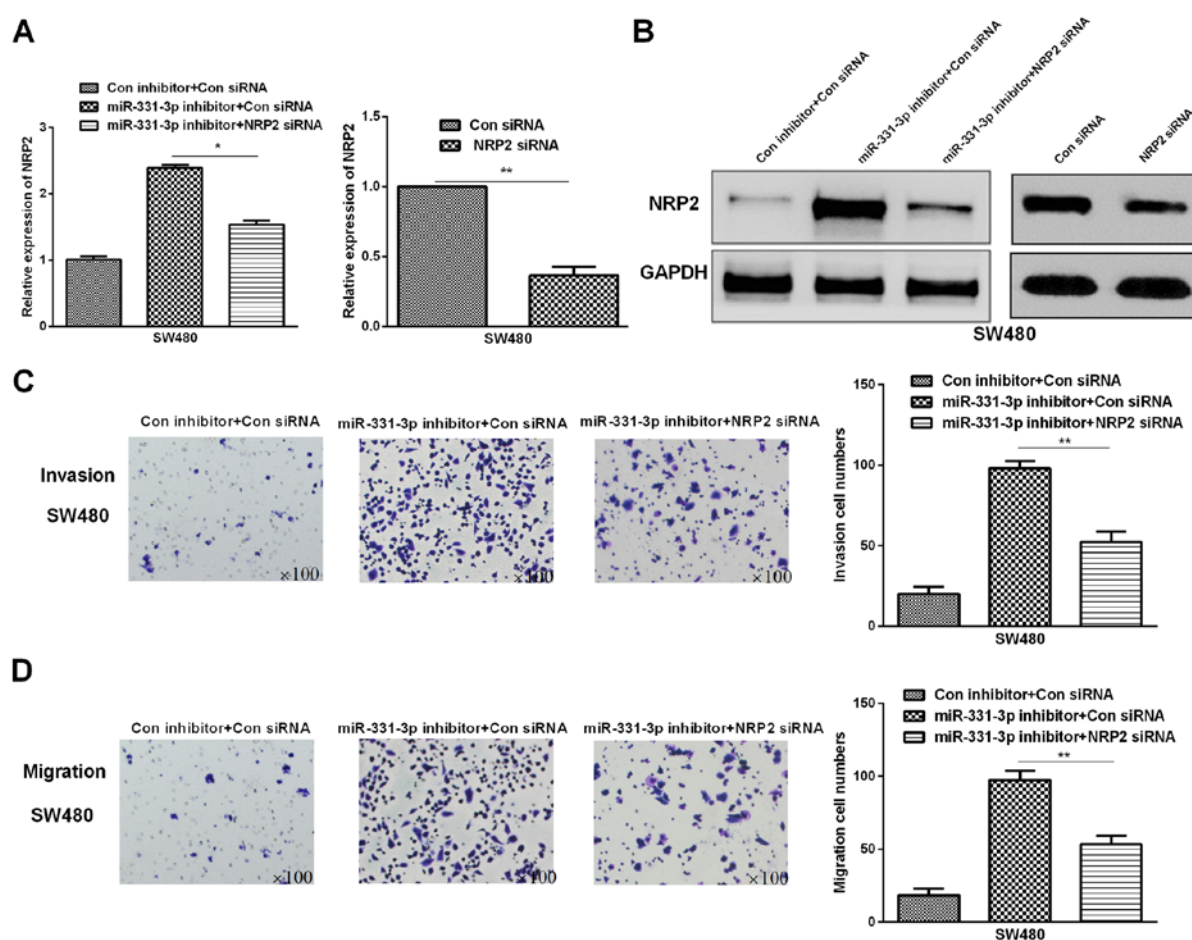 A
Con inhibitor+Con siRNA
miR-331-3p inhibitor+Con siRNA
miR-331-3p inhibitor+NRP2 siRNA
Relative expression of NRP2
3
2
1
0
*
SW480
Relative expression of NRP2
1.5
1.0
0.5
0.0
Con siRNA
NRP2 siRNA
**
SW480
B
Con inhibitor+Con siRNA
miR-331-3p inhibitor+Con siRNA
miR-331-3p inhibitor+NRP2 siRNA
Con siRNA
NRP2 siRNA
NRP2
GAPDH
SW480
C
Con inhibitor+Con siRNA
miR-331-3p inhibitor+Con siRNA
miR-331-3p inhibitor+NRP2 siRNA
Invasion
SW480
×100
×100
×100
Con inhibitor+Con siRNA
miR-331-3p inhibitor+Con siRNA
miR-331-3p inhibitor+NRP2 siRNA
Invasion cell numbers
150
100
50
0
**
SW480
D
Con inhibitor+Con siRNA
miR-331-3p inhibitor+Con siRNA
miR-331-3p inhibitor+NRP2 siRNA
Migration
SW480
×100
×100
×100
Con inhibitor+Con siRNA
miR-331-3p inhibitor+Con siRNA
miR-331-3p inhibitor+NRP2 siRNA
Migration cell numbers
150
100
50
0
**
SW480